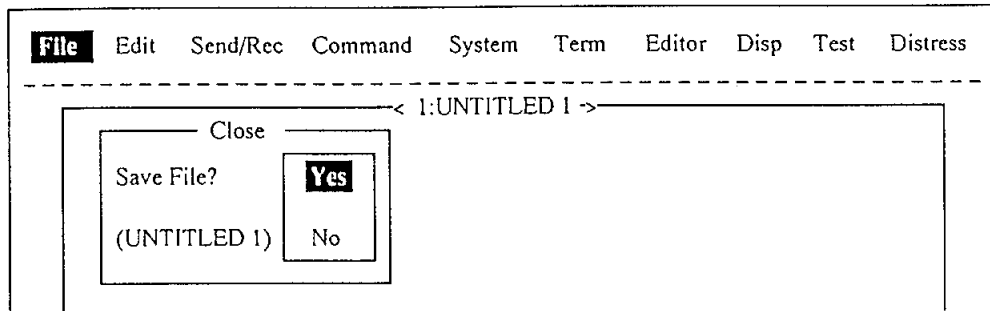 File Edit Send/Rec Command System Term Editor Disp Test Distress
< 1:UNTITLED 1 ->
Close
Save File? Yes
(UNTITLED 1) No